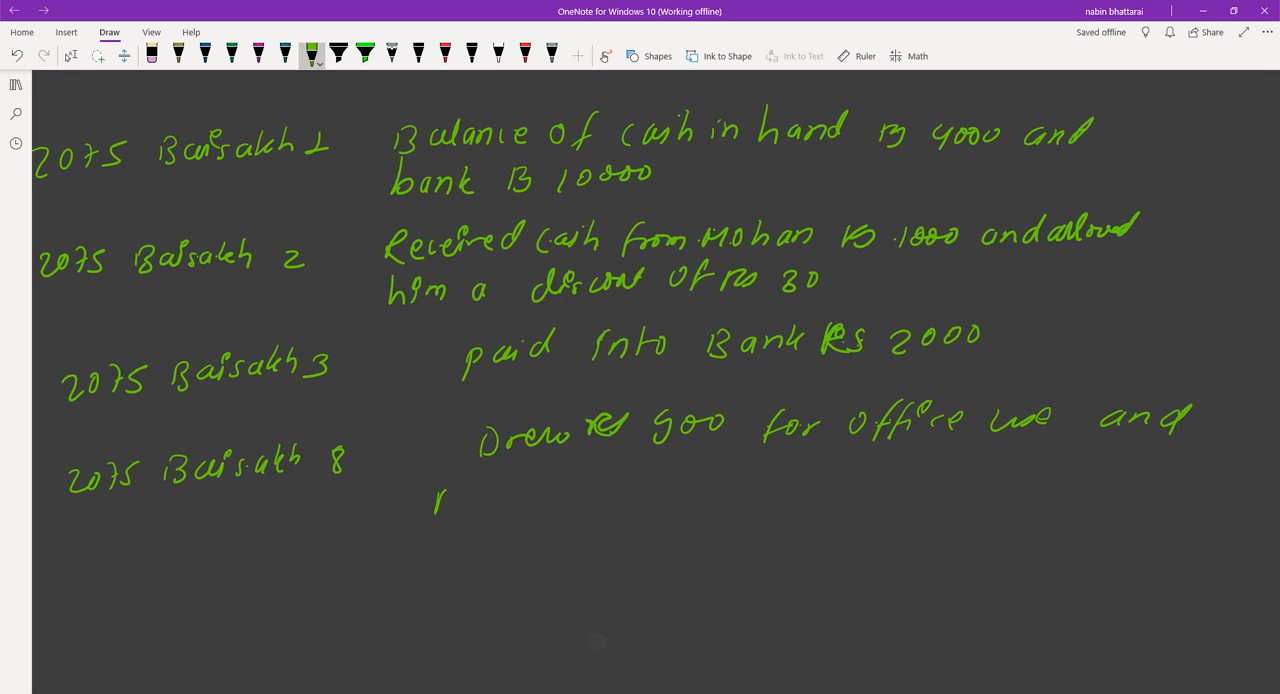 OneNote for Windows 10 (Working offline)
nabin bhattarai
Home Insert Draw View Help
Saved offline Share
Shapes Ink to Shape Ink to Text Ruler Math
2075 Baisakh 1 Balance of cash in hand Rs 4000 and
bank Rs 10000
2075 Baisakh 2 Received cash from Mohan Rs 1000 and allowed
him a discout of Rs 30
2075 Baisakh 3 paid into Bank Rs 2000
2075 Baisakh 8 Drew Rs 900 for office use and